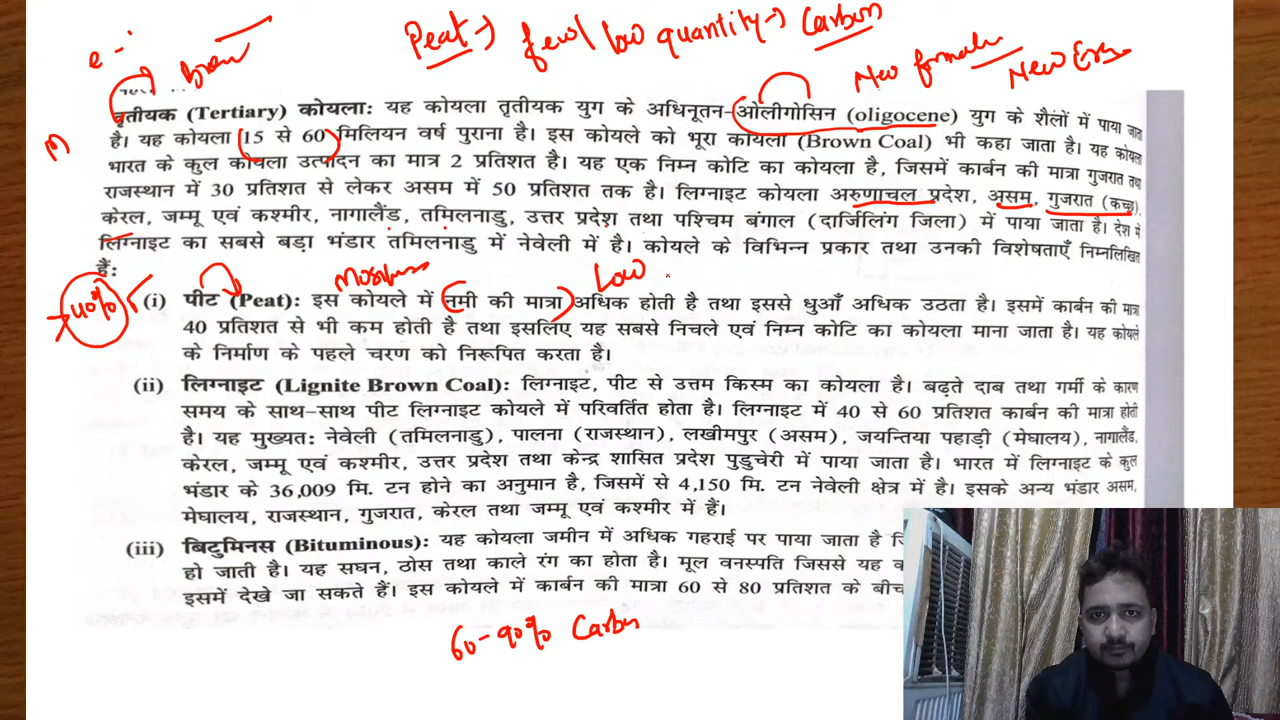 Peat → few/low quantity → Carbon
e-
Brown
New formate
New Era
तृतीयक (Tertiary) कोयला: यह कोयला तृतीयक युग के अधिनूतन-ओलीगोसिन (oligocene) युग के शैलों में पाया जाता
है। यह कोयला 15 से 60 मिलियन वर्ष पुराना है। इस कोयले को भूरा कोयला (Brown Coal) भी कहा जाता है। यह कोयला
भारत के कुल कोयला उत्पादन का मात्र 2 प्रतिशत है। यह एक निम्न कोटि का कोयला है, जिसमें कार्बन की मात्रा गुजरात तथा
राजस्थान में 30 प्रतिशत से लेकर असम में 50 प्रतिशत तक है। लिग्नाइट कोयला अरुणाचल प्रदेश, असम, गुजरात (कच्छ),
केरल, जम्मू एवं कश्मीर, नागालैंड, तमिलनाडु, उत्तर प्रदेश तथा पश्चिम बंगाल (दार्जिलिंग जिला) में पाया जाता है। देश में
लिग्नाइट का सबसे बड़ा भंडार तमिलनाडु में नेवेली में है। कोयले के विभिन्न प्रकार तथा उनकी विशेषताएँ निम्नलिखित
हैं:
Low
40%
(i) पीट (Peat): इस कोयले में नमी की मात्रा अधिक होती है तथा इससे धुआँ अधिक उठता है। इसमें कार्बन की मात्रा
40 प्रतिशत से भी कम होती है तथा इसलिए यह सबसे निचले एवं निम्न कोटि का कोयला माना जाता है। यह कोयले
के निर्माण के पहले चरण को निरूपित करता है।
(ii) लिग्नाइट (Lignite Brown Coal): लिग्नाइट, पीट से उत्तम किस्म का कोयला है। बढ़ते दाब तथा गर्मी के कारण
समय के साथ-साथ पीट लिग्नाइट कोयले में परिवर्तित होता है। लिग्नाइट में 40 से 60 प्रतिशत कार्बन की मात्रा होती
है। यह मुख्यत: नेवेली (तमिलनाडु), पालना (राजस्थान), लखीमपुर (असम), जयन्तिया पहाड़ी (मेघालय), नागालैंड,
केरल, जम्मू एवं कश्मीर, उत्तर प्रदेश तथा केन्द्र शासित प्रदेश पुडुचेरी में पाया जाता है। भारत में लिग्नाइट के कुल
भंडार के 36,009 मि. टन होने का अनुमान है, जिसमें से 4,150 मि. टन नेवेली क्षेत्र में है। इसके अन्य भंडार असम,
मेघालय, राजस्थान, गुजरात, केरल तथा जम्मू एवं कश्मीर में हैं।
(iii) बिटुमिनस (Bituminous): यह कोयला जमीन में अधिक गहराई पर पाया जाता है
हो जाती है। यह सघन, ठोस तथा काले रंग का होता है। मूल वनस्पति जिससे यह
इसमें देखे जा सकते हैं। इस कोयले में कार्बन की मात्रा 60 से 80 प्रतिशत के बीच
60-90% Carbon